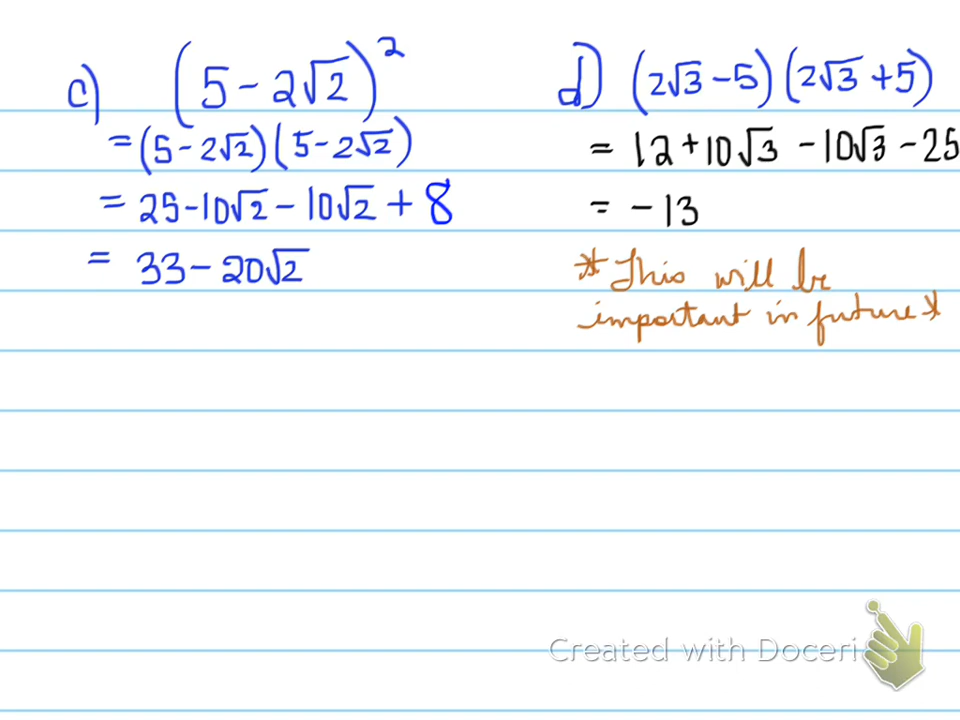 c) (5 - 2√2)²
= (5 - 2√2)(5 - 2√2)
= 25 - 10√2 - 10√2 + 8
= 33 - 20√2
d) (2√3 - 5)(2√3 + 5)
= 12 + 10√3 - 10√3 - 25
= - 13
*This will be
important in future*
Created with Doceri